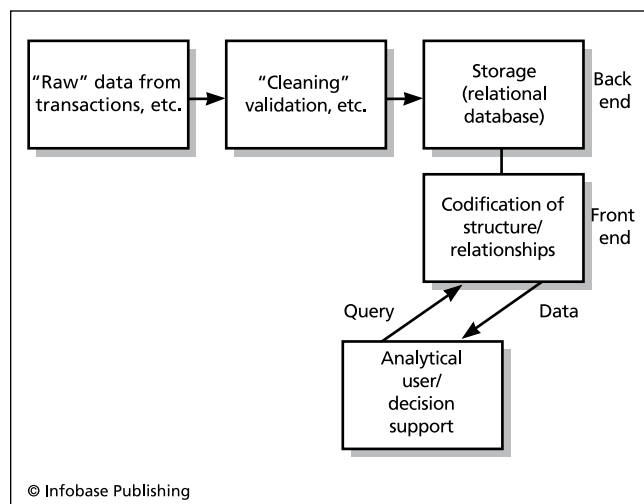 “Raw” data from
transactions, etc.
“Cleaning”
validation, etc.
Storage
(relational
database)
Back
end
Codification of
structure/
relationships
Front
end
Query
Data
Analytical
user/
decision
support
© Infobase Publishing